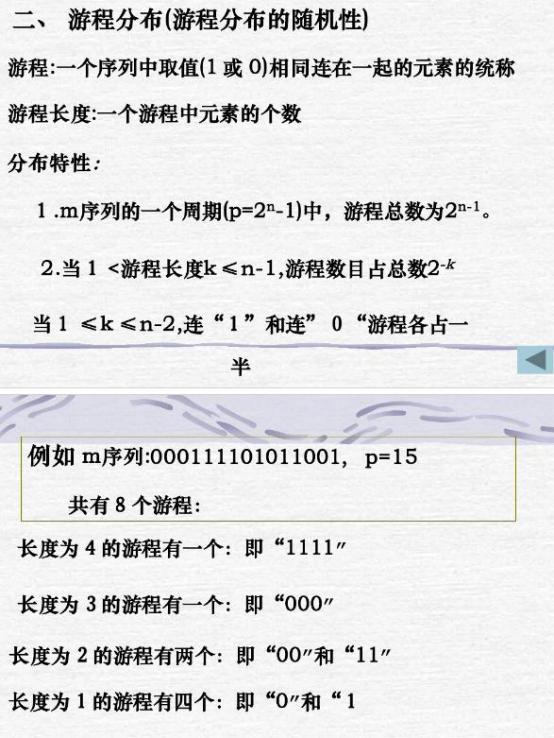 二、 游程分布(游程分布的随机性)
游程:一个序列中取值(1或0)相同连在一起的元素的统称
游程长度:一个游程中元素的个数
分布特性:
1.m序列的一个周期(p=2ⁿ-1)中，游程总数为2ⁿ⁻¹。
2.当1 <游程长度k≤n-1,游程数目占总数2⁻ᵏ
当1 ≤k≤n-2,连“1”和连” 0 “游程各占一
半
例如 m序列:000111101011001, p=15
共有8个游程:
长度为4的游程有一个: 即“1111″
长度为3的游程有一个: 即“000″
长度为2的游程有两个: 即“00″和“11″
长度为1的游程有四个: 即“0″和“1